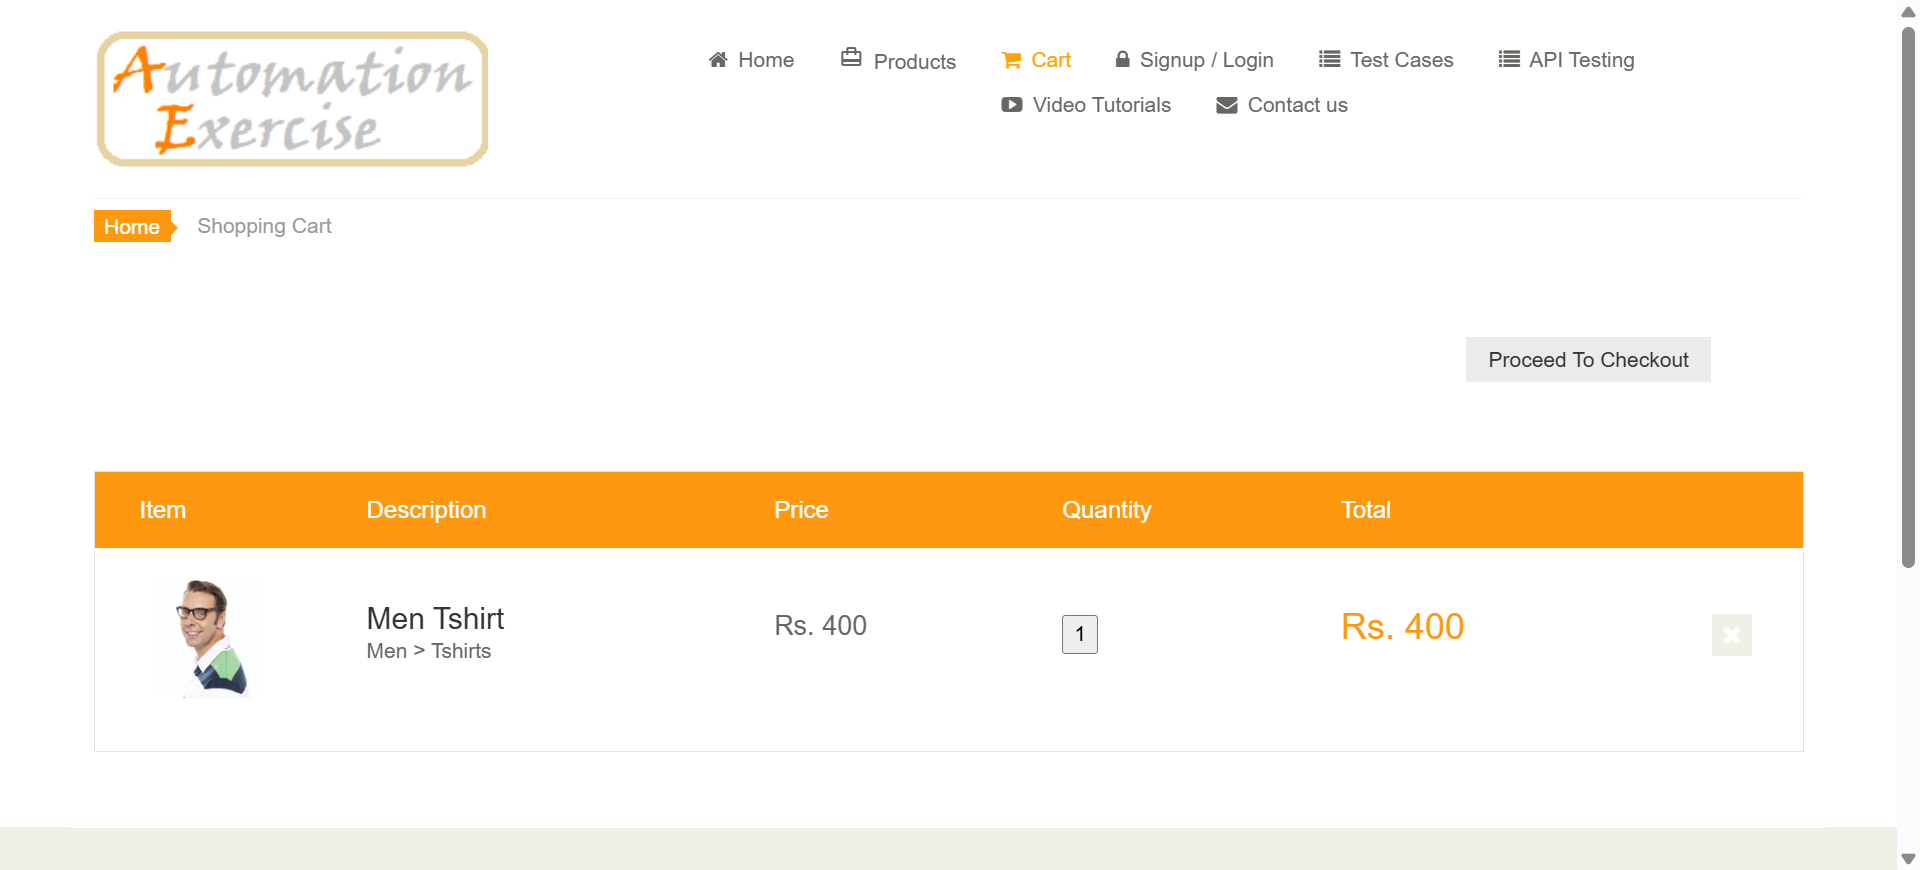 Automation
Exercise
Home Products Cart Signup / Login Test Cases API Testing
Video Tutorials Contact us
Home Shopping Cart
Proceed To Checkout
Item Description Price Quantity Total
Men Tshirt Rs. 400 1 Rs. 400
Men > Tshirts